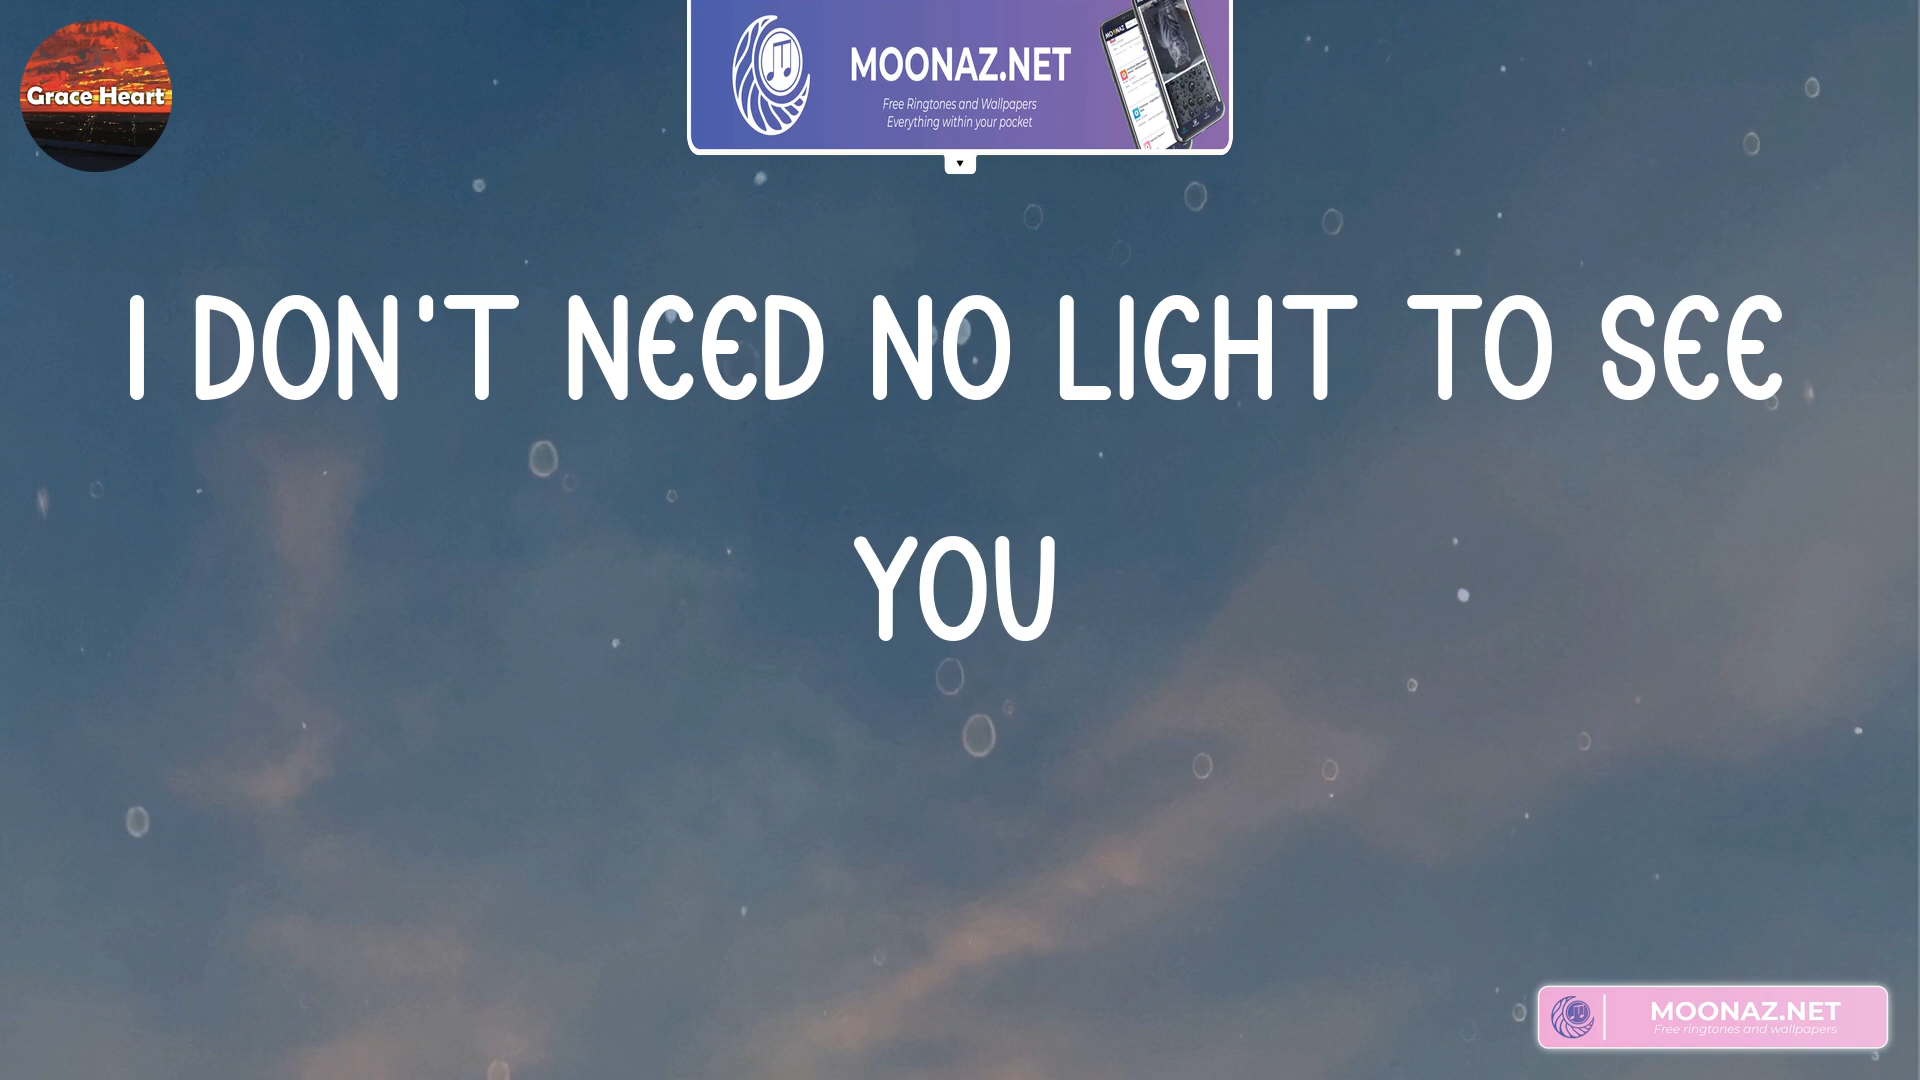 Grace Heart
MOONAZ.NET
Free Ringtones and Wallpapers
Everything within your pocket
I DON'T NEED NO LIGHT TO SEE
YOU
MOONAZ.NET
Free ringtones and wallpapers